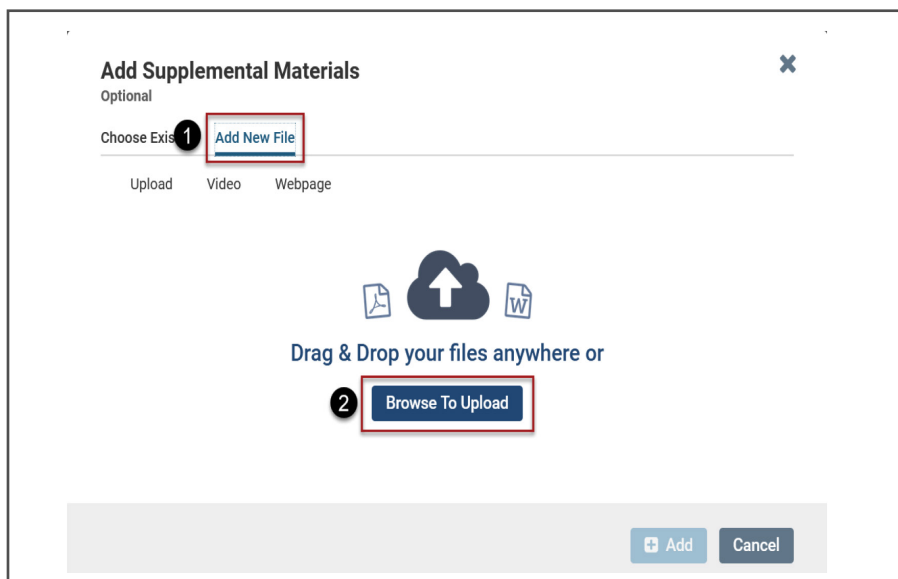 Add Supplemental Materials
Optional
Choose Exis 1 Add New File
Upload Video Webpage
W
Drag & Drop your files anywhere or
2 Browse To Upload
Add Cancel